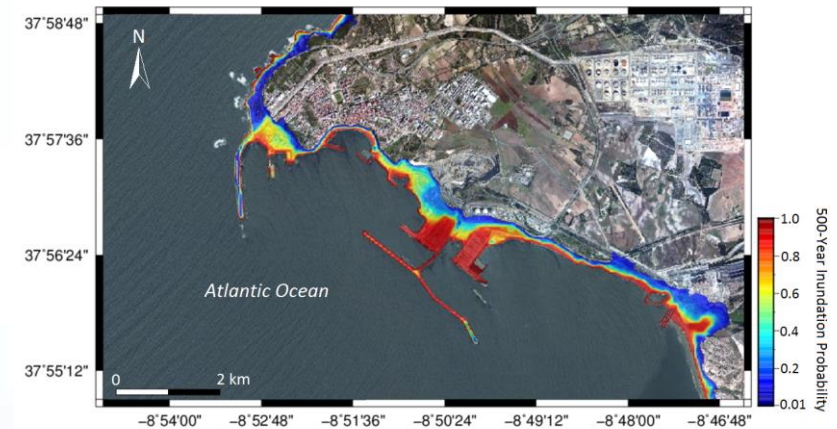 37°58'48"
N
37°57'36"
37°56'24"
Atlantic Ocean
37°55'12"
0 2 km
−8°54'00" −8°52'48" −8°51'36" −8°50'24" −8°49'12" −8°48'00" −8°46'48"
1.0
0.8
0.6
0.4
0.2
0.01
500-Year Inundation Probability